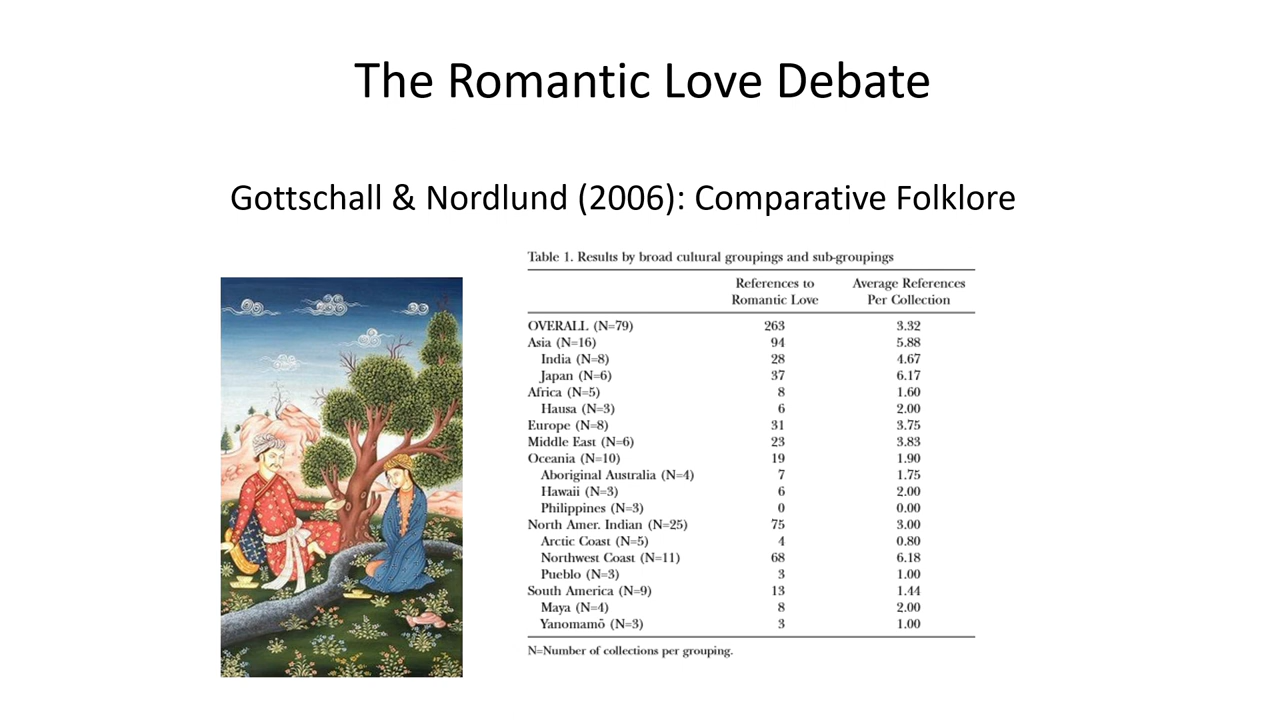 The Romantic Love Debate
Gottschall & Nordlund (2006): Comparative Folklore
Table 1. Results by broad cultural groupings and sub-groupings
References to Romantic Love Average References Per Collection
OVERALL (N=79) 263 3.32
Asia (N=16) 94 5.88
India (N=8) 28 4.67
Japan (N=6) 37 6.17
Africa (N=5) 8 1.60
Hausa (N=3) 6 2.00
Europe (N=8) 31 3.75
Middle East (N=6) 23 3.83
Oceania (N=10) 19 1.90
Aboriginal Australia (N=4) 7 1.75
Hawaii (N=3) 6 2.00
Philippines (N=3) 0 0.00
North Amer. Indian (N=25) 75 3.00
Arctic Coast (N=5) 4 0.80
Northwest Coast (N=11) 68 6.18
Pueblo (N=3) 3 1.00
South America (N=9) 13 1.44
Maya (N=4) 8 2.00
Yanomamö (N=3) 3 1.00
N=Number of collections per grouping.